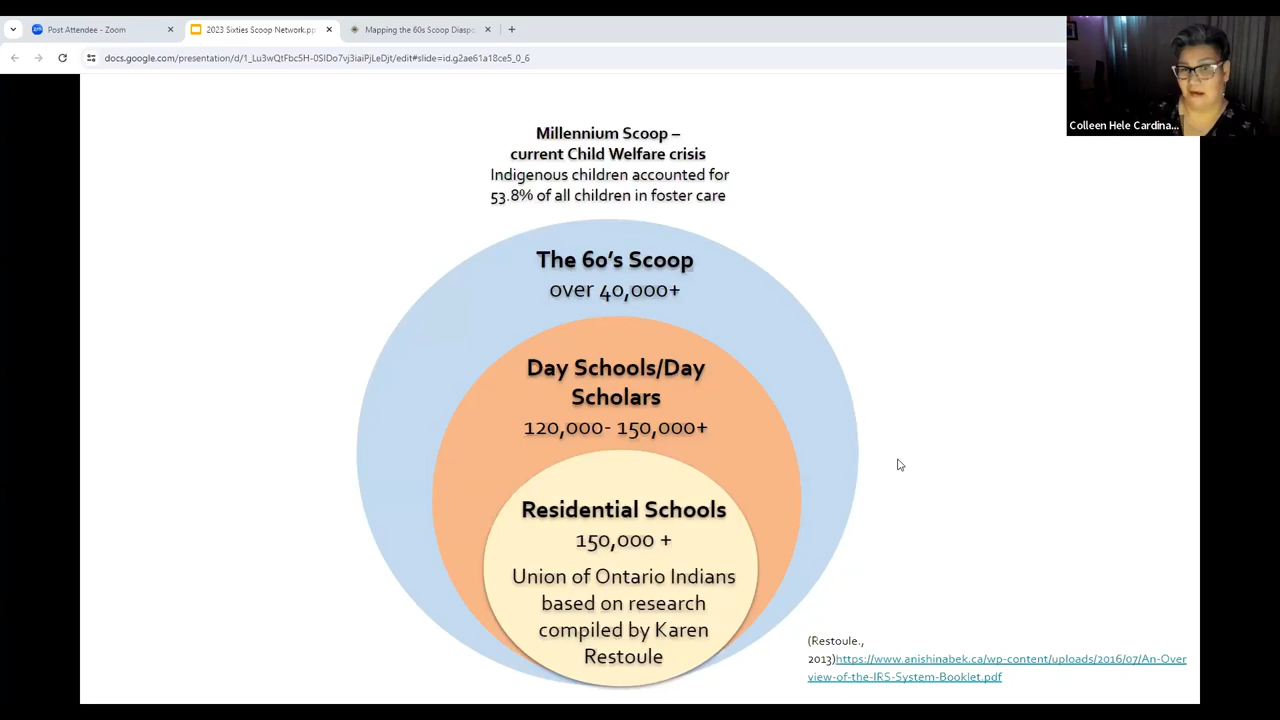 Post Attendee - Zoom
2023 Sixties Scoop Network.pp
Mapping the 60s Scoop Diaspo
docs.google.com/presentation/d/1_Lu3wQtFbc5H-0SlDo7vj3iaiPjLeDjt/edit#slide=id.g2ae61a18ce5_0_6
Colleen Hele Cardina...
Millennium Scoop –
current Child Welfare crisis
Indigenous children accounted for
53.8% of all children in foster care
The 60's Scoop
over 40,000+
Day Schools/Day
Scholars
120,000- 150,000+
Residential Schools
150,000 +
Union of Ontario Indians
based on research
compiled by Karen
Restoule
(Restoule.,
2013)https://www.anishinabek.ca/wp-content/uploads/2016/07/An-Over
view-of-the-IRS-System-Booklet.pdf